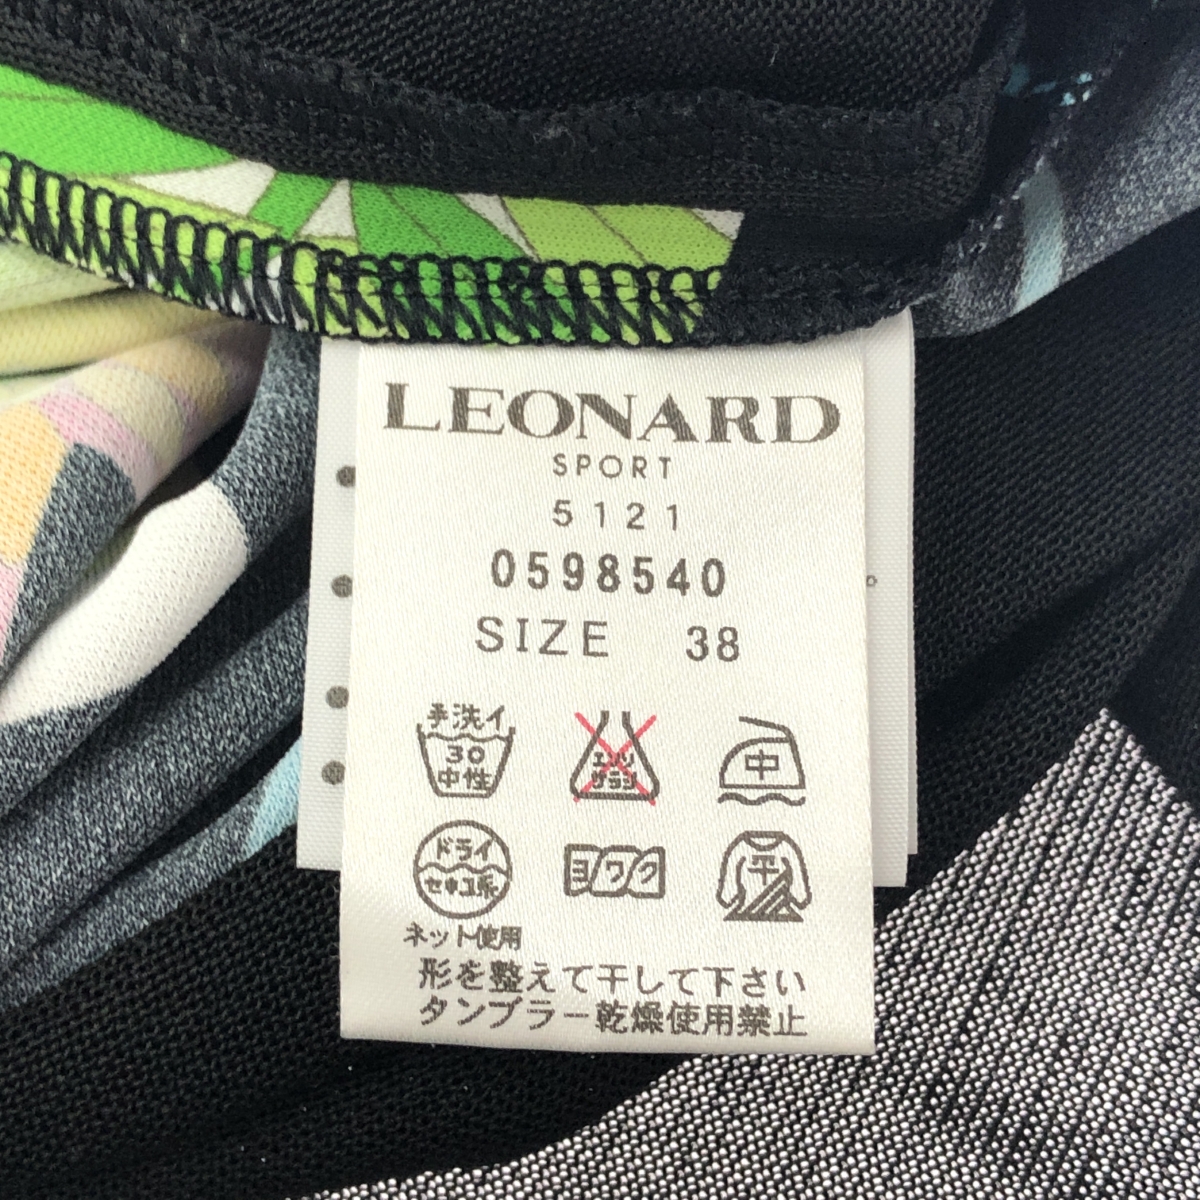 LEONARD
SPORT
5121
0598540
SIZE 38
手洗イ
30
中性
エンソ
サラシ
中
ドライ
セキユ系
ヨワク
平
ネット使用
形を整えて干して下さい
タンブラー乾燥使用禁止